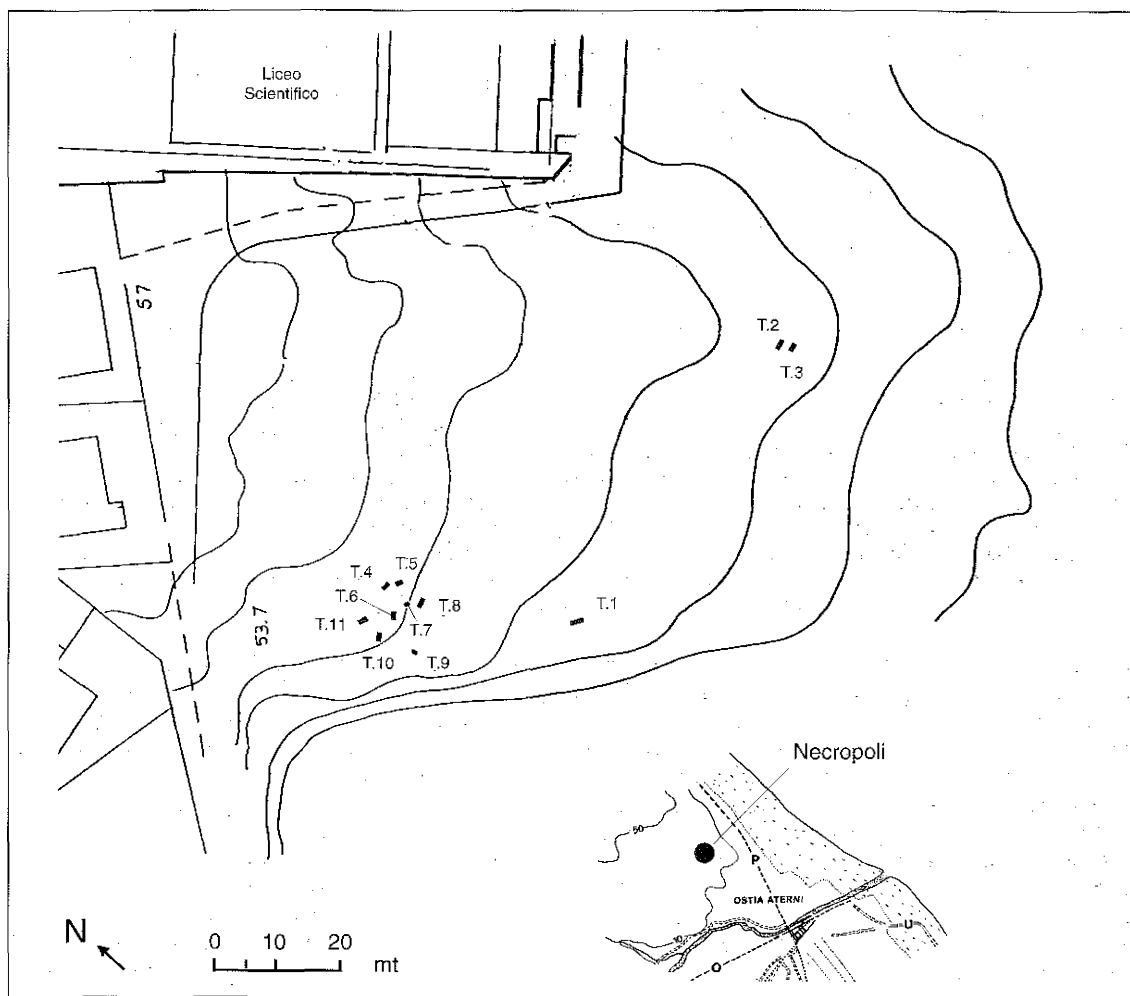 Liceo
Scientifico
57
T.2
T.3
T.4
T.5
T.6
T.8
T.1
T.11
T.7
53.7
T.10
T.9
Necropoli
50
P
OSTIA ATERNI
10
U
O
N
0 10 20
mt